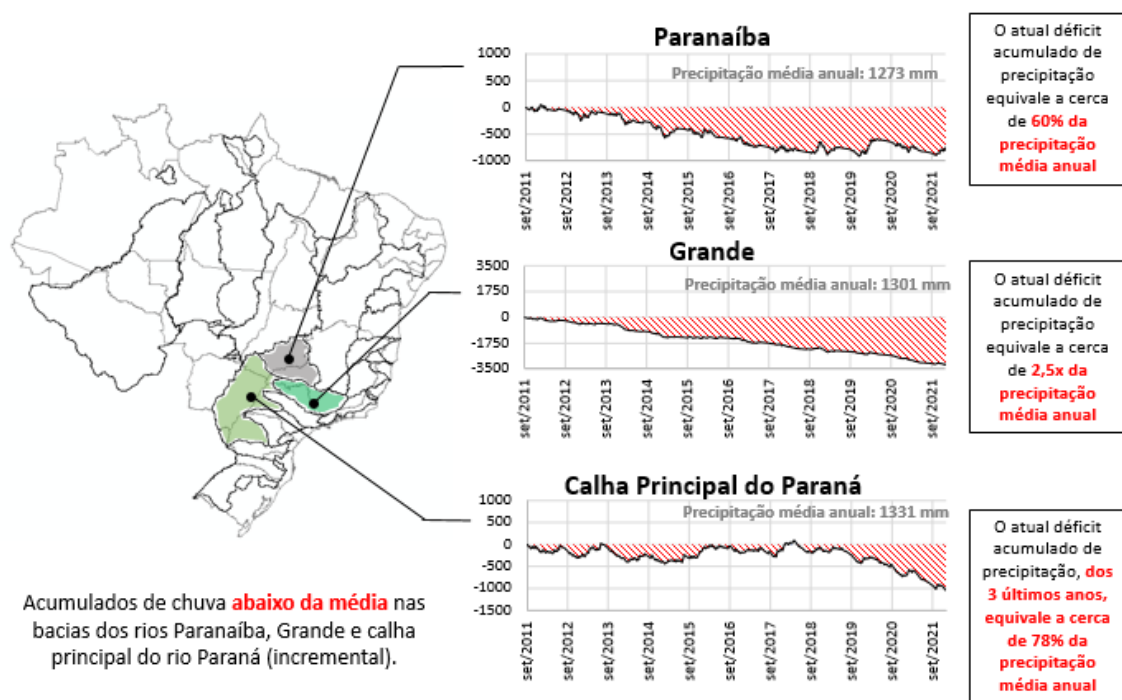 Paranaíba
Precipitação média anual: 1273 mm
1000
500
0
-500
-1000
set/2011
set/2012
set/2013
set/2014
set/2015
set/2016
set/2017
set/2018
set/2019
set/2020
set/2021
O atual déficit
acumulado de
precipitação
equivale a cerca
de 60% da
precipitação
média anual
Grande
Precipitação média anual: 1301 mm
3500
1750
0
-1750
-3500
set/2011
set/2012
set/2013
set/2014
set/2015
set/2016
set/2017
set/2018
set/2019
set/2020
set/2021
O atual déficit
acumulado de
precipitação
equivale a cerca
de 2,5x da
precipitação
média anual
Calha Principal do Paraná
Precipitação média anual: 1331 mm
1000
500
0
-500
-1000
-1500
set/2011
set/2012
set/2013
set/2014
set/2015
set/2016
set/2017
set/2018
set/2019
set/2020
set/2021
O atual déficit
acumulado de
precipitação, dos
3 últimos anos,
equivale a cerca
de 78% da
precipitação
média anual
Acumulados de chuva abaixo da média nas
bacias dos rios Paranaíba, Grande e calha
principal do rio Paraná (incremental).